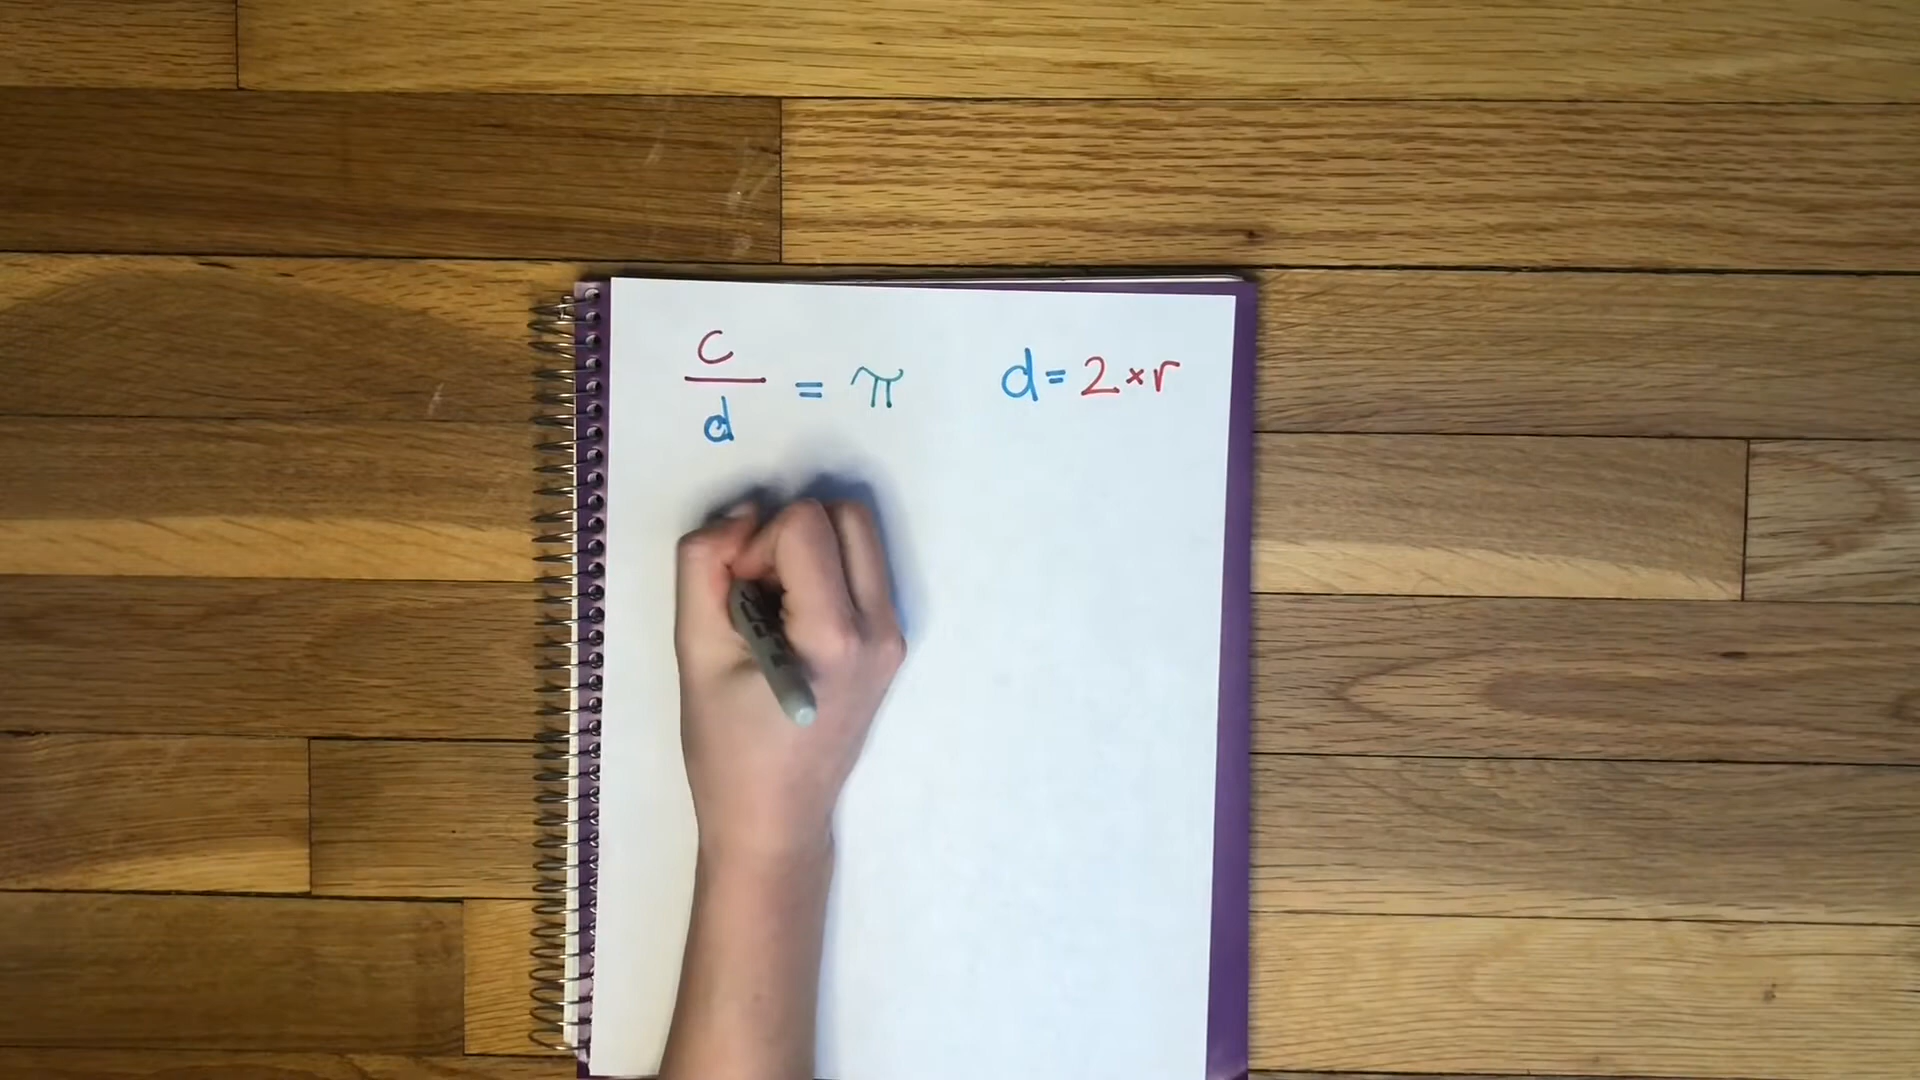 c
― = π    d = 2 × r
d